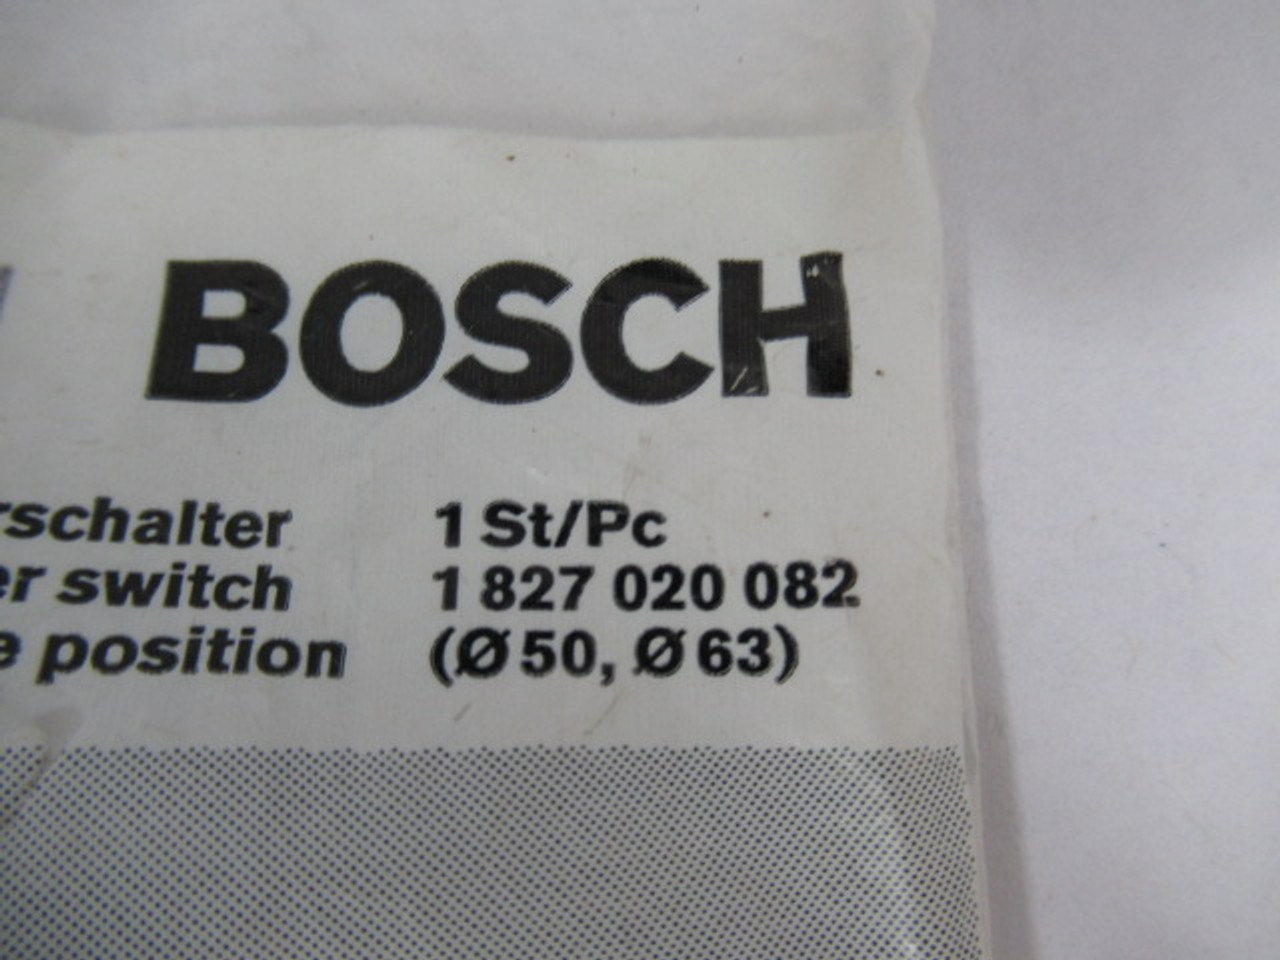 BOSCH
rschalter 1 St/Pc
er switch 1 827 020 082
e position (Ø 50, Ø 63)